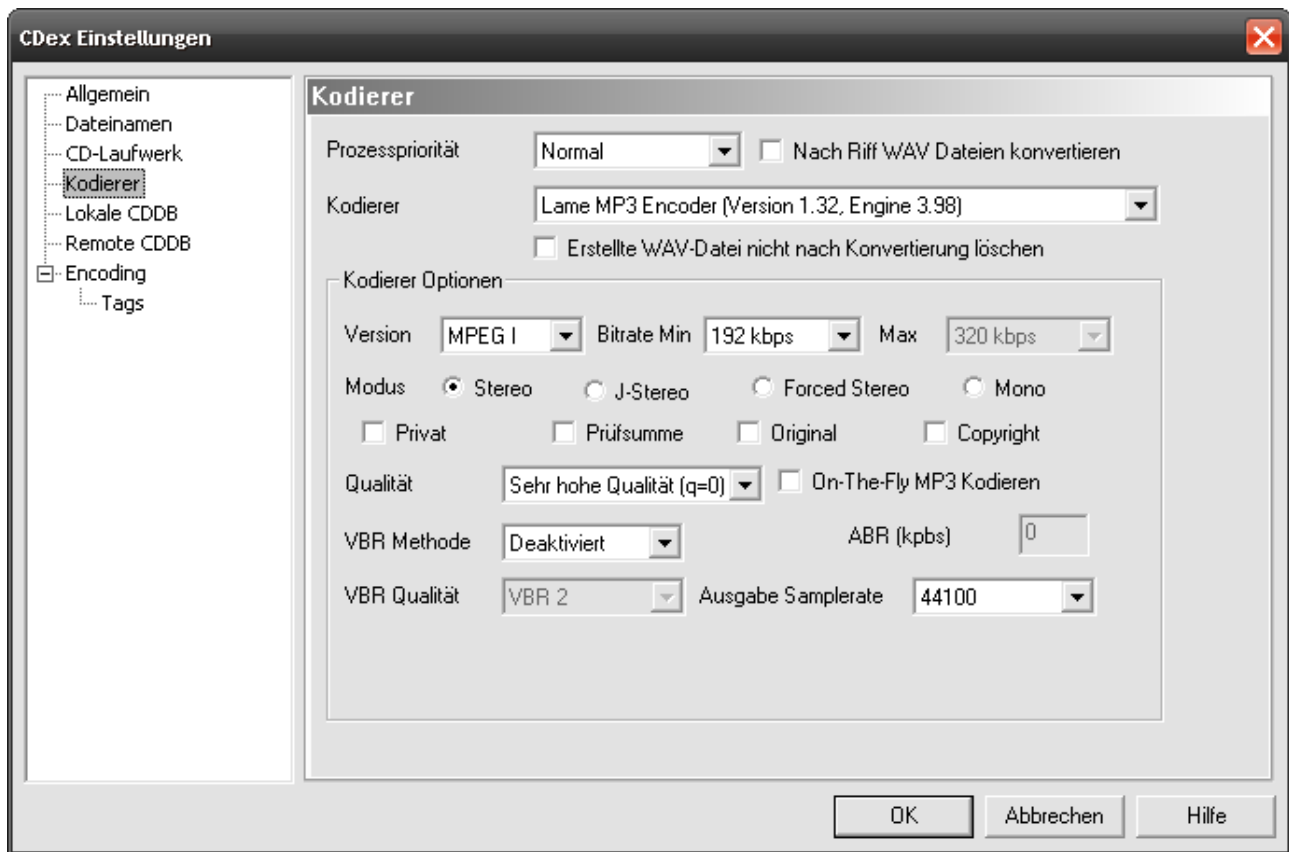 CDex Einstellungen
Allgemein
Dateinamen
CD-Laufwerk
Kodierer
Lokale CDDB
Remote CDDB
Encoding
Tags
Kodierer
Prozesspriorität Normal Nach Riff WAV Dateien konvertieren
Kodierer Lame MP3 Encoder (Version 1.32, Engine 3.98)
Erstellte WAV-Datei nicht nach Konvertierung löschen
Kodierer Optionen
Version MPEG I Bitrate Min 192 kbps Max 320 kbps
Modus Stereo J-Stereo Forced Stereo Mono
Privat Prüfsumme Original Copyright
Qualität Sehr hohe Qualität (q=0) On-The-Fly MP3 Kodieren
VBR Methode Deaktiviert ABR (kpbs) 0
VBR Qualität VBR 2 Ausgabe Samplerate 44100
OK Abbrechen Hilfe